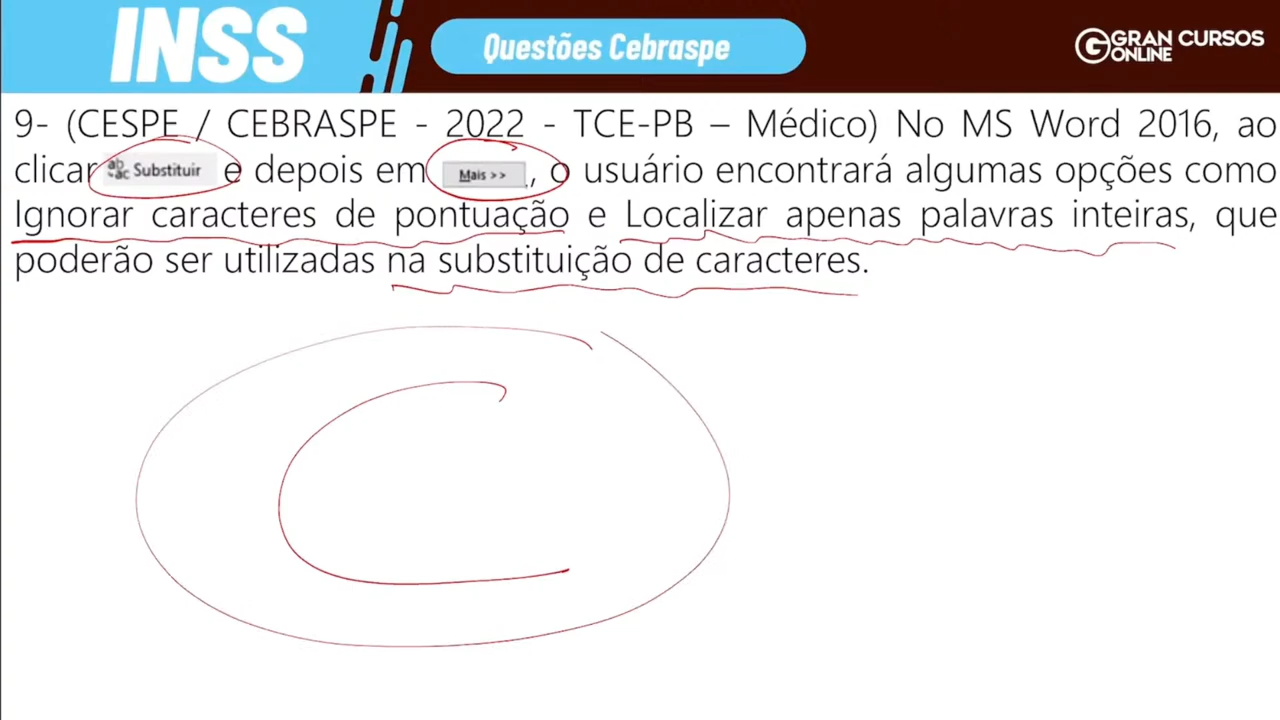 INSS
Questões Cebraspe
GRAN CURSOS
ONLINE
9- (CESPE / CEBRASPE - 2022 - TCE-PB – Médico) No MS Word 2016, ao
clicar ab ac Substituir e depois em Mais >> , o usuário encontrará algumas opções como
Ignorar caracteres de pontuação e Localizar apenas palavras inteiras, que
poderão ser utilizadas na substituição de caracteres.
C